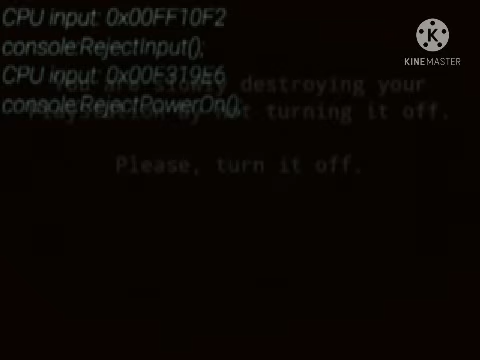 CPU input: 0x00FF10F2
console:RejectInput();
CPU input: 0x00F319E6
You are slowly destroying your
console:RejectPowerOn();
PlayStation by not turning it off.
Please, turn it off.
K
KINEMASTER